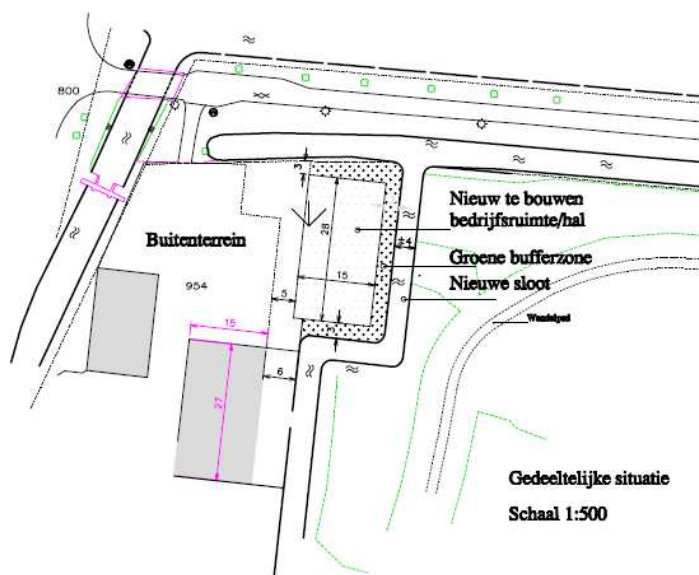 800
3
Nieuw te bouwen
bedrijfsruimte/hal
28
Buitenterrein
±4
Groene bufferzone
15
Nieuwe sloot
954
5
Wandelpad
3
15
6
27
Gedeeltelijke situatie
Schaal 1:500